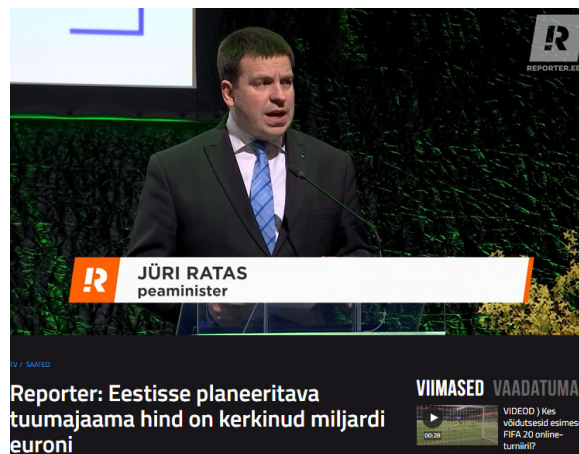 !R
REPORTER.EE
!R
JÜRI RATAS
peaminister
TV / SAATED
Reporter: Eestisse planeeritava
tuumajaama hind on kerkinud miljardi
euroni
VIIMASED VAADATUMA
00:28
VIDEOD ) Kes
võidutsesid esimes
FIFA 20 online-
turniiril?